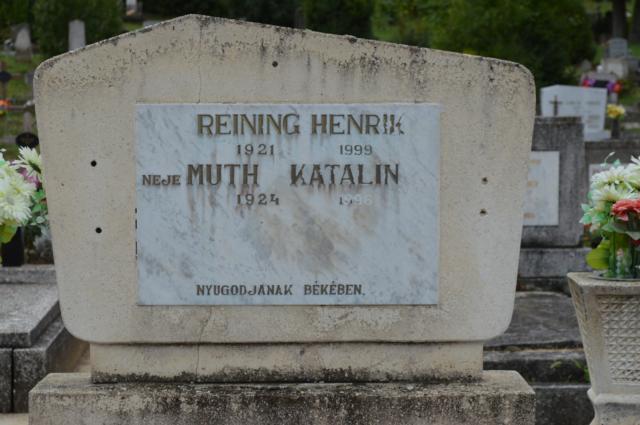 REINING HENRIK
1921 1999
NEJE MUTH KATALIN
1924 1996
NYUGODJANAK BÉKÉBEN.